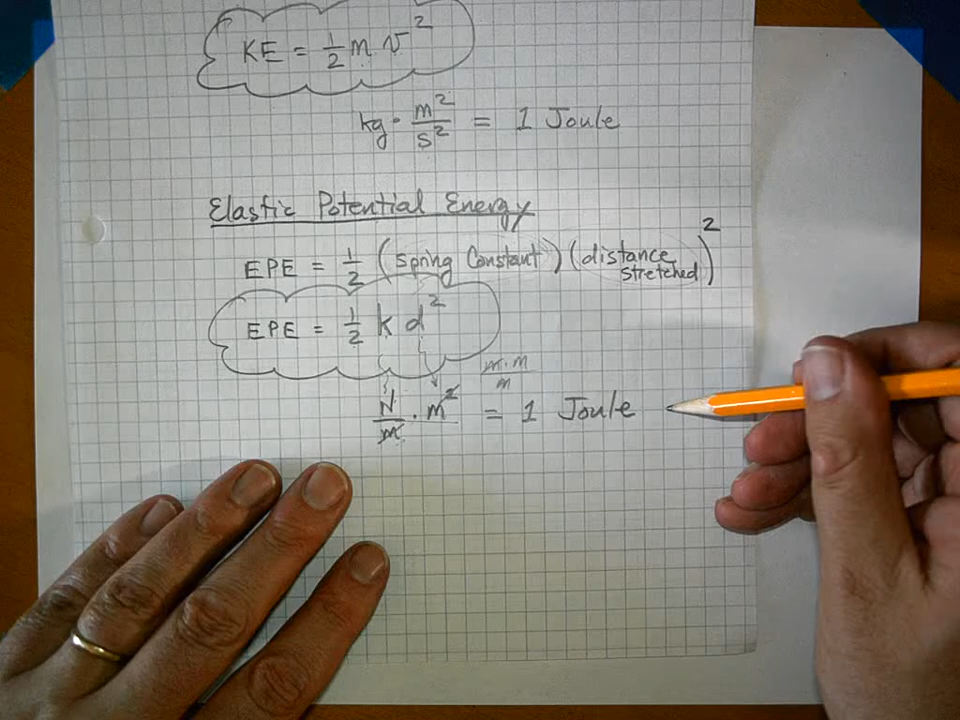 KE = 1/2 m v²
kg · m²/s² = 1 Joule
Elastic Potential Energy
EPE = 1/2 (spring Constant) (distance stretched)²
EPE = 1/2 k d²
m·m/m
N/m · m² = 1 Joule